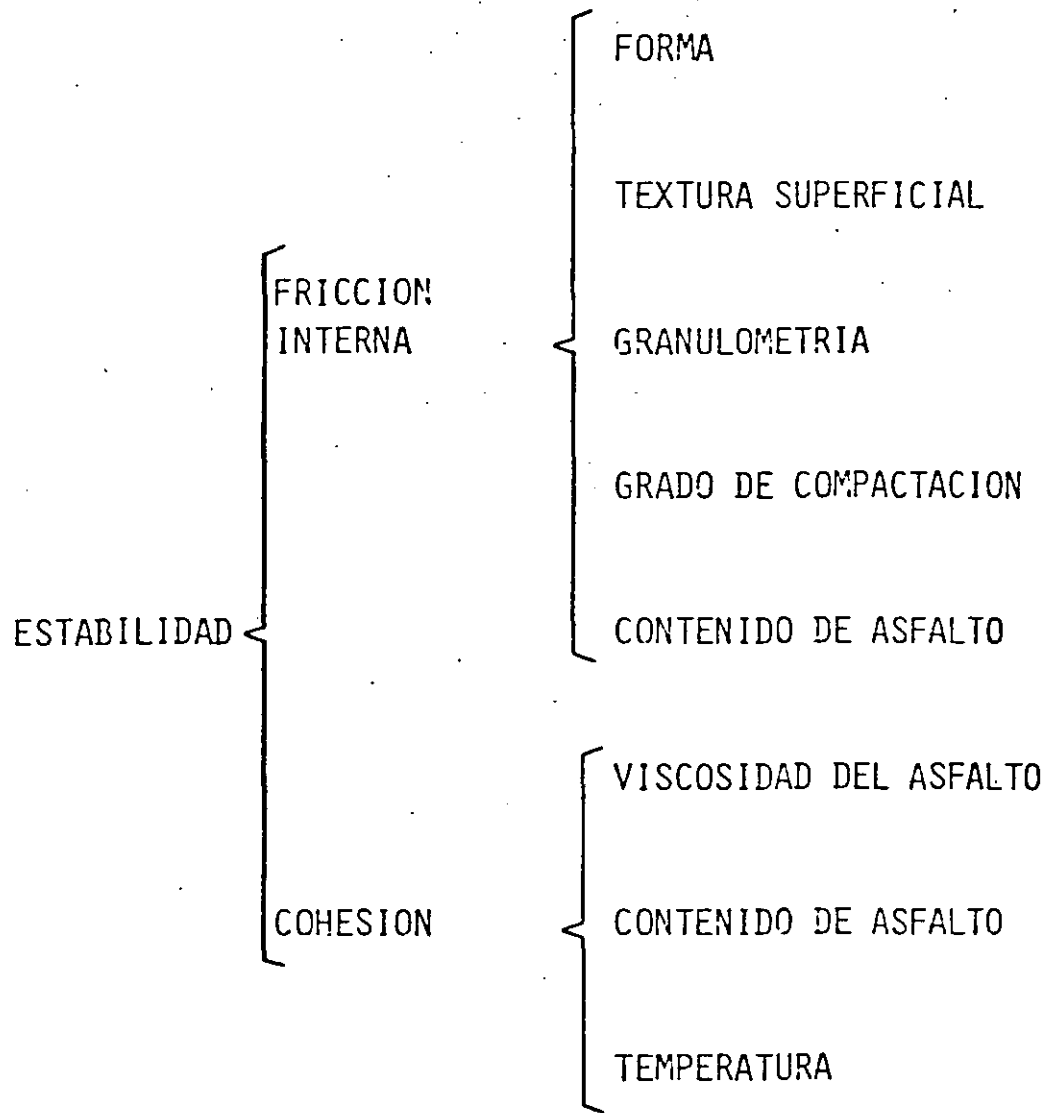 ESTABILIDAD
FRICCION
INTERNA
FORMA
TEXTURA SUPERFICIAL
GRANULOMETRIA
GRADO DE COMPACTACION
CONTENIDO DE ASFALTO
COHESION
VISCOSIDAD DEL ASFALTO
CONTENIDO DE ASFALTO
TEMPERATURA